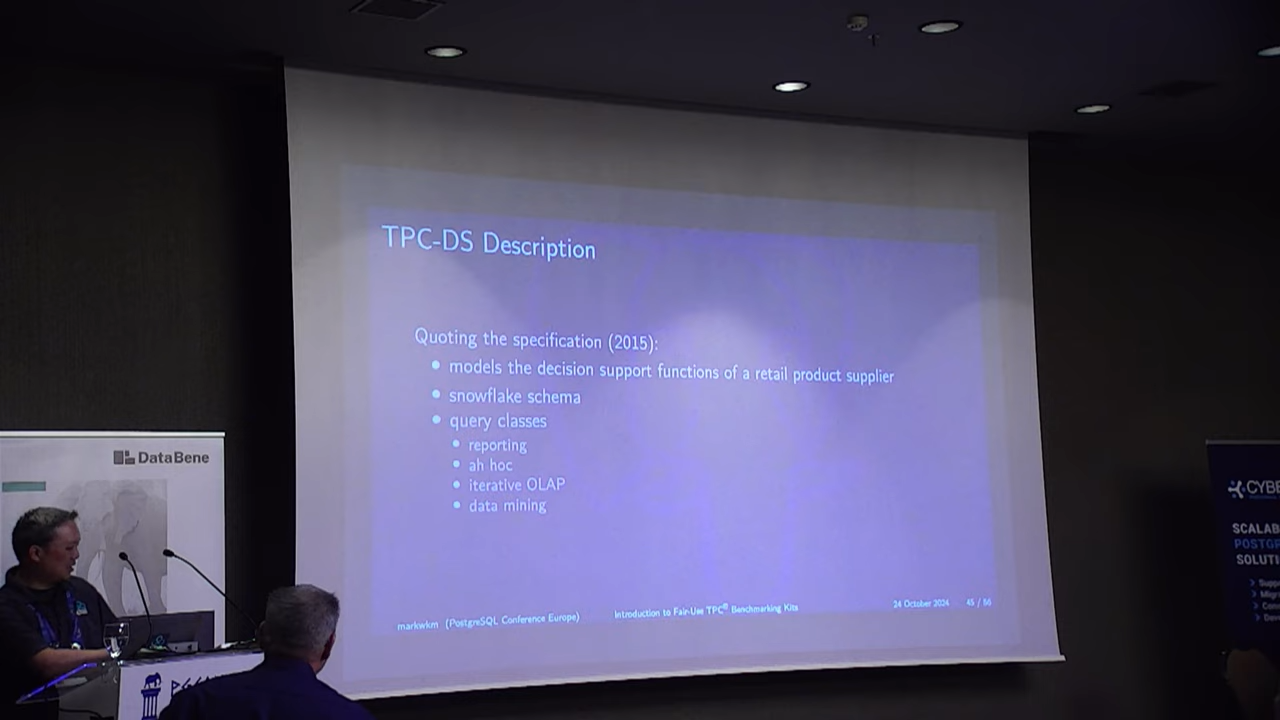 TPC-DS Description
Quoting the specification (2015):
models the decision support functions of a retail product supplier
snowflake schema
query classes
reporting
ah hoc
iterative OLAP
data mining
markwkm (PostgreSQL Conference Europe)
Introduction to Fair-Use TPC® Benchmarking Kits
24 October 2024
45 / 56
DataBene
CYBE
SCALAB
POSTGR
SOLUTI